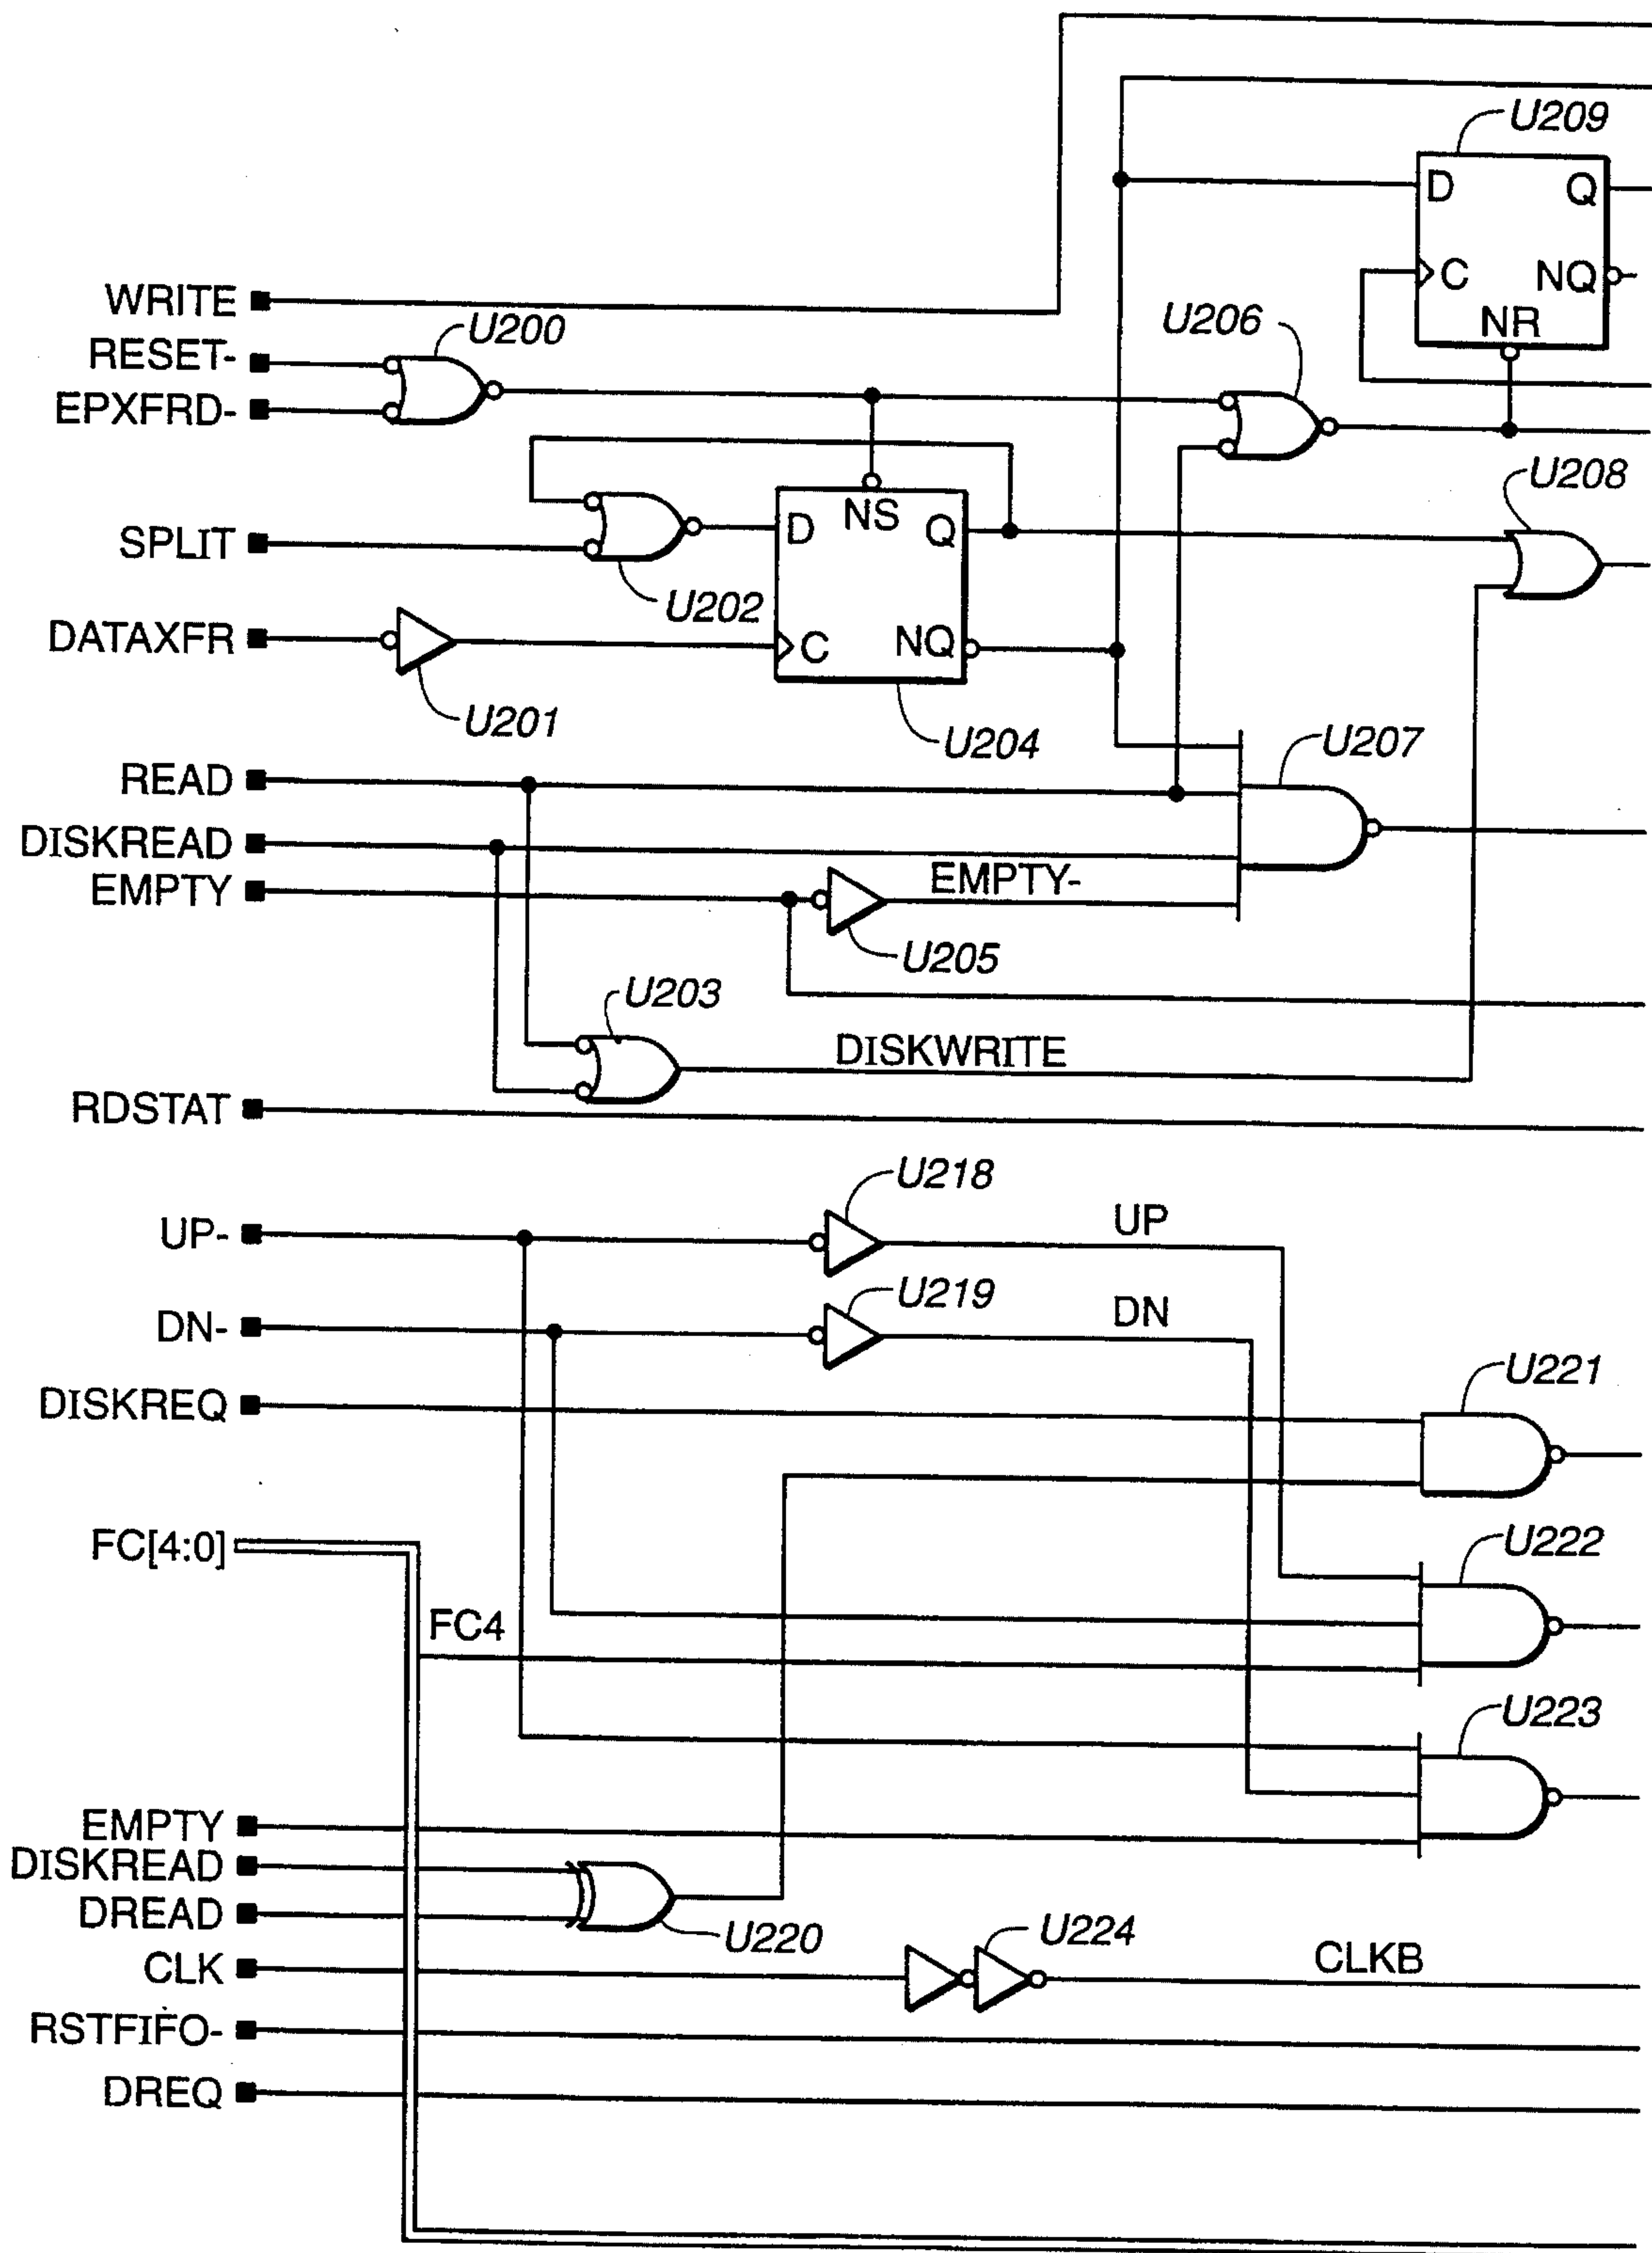 U209
D
Q
C
NQ
NR
WRITE
RESET-
U200
U206
EPXFRD-
U208
NS
D
Q
SPLIT
U202
DATAXFR
C
NQ
U201
U204
U207
READ
DISKREAD
EMPTY
EMPTY-
U205
U203
DISKWRITE
RDSTAT
U218
UP-
UP
U219
DN-
DN
U221
DISKREQ
FC[4:0]
U222
FC4
U223
EMPTY
DISKREAD
DREAD
U220
U224
CLK
CLKB
RSTFIFO-
DREQ